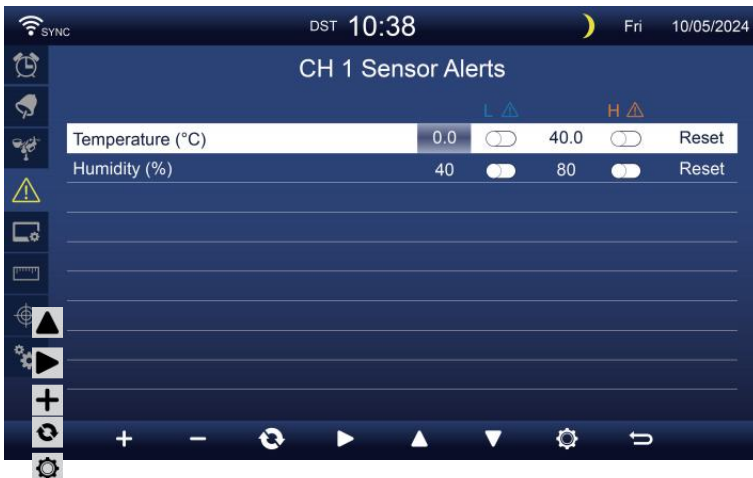 SYNC DST 10:38 Fri 10/05/2024
CH 1 Sensor Alerts
L H
Temperature (°C) 0.0 40.0 Reset
Humidity (%) 40 80 Reset